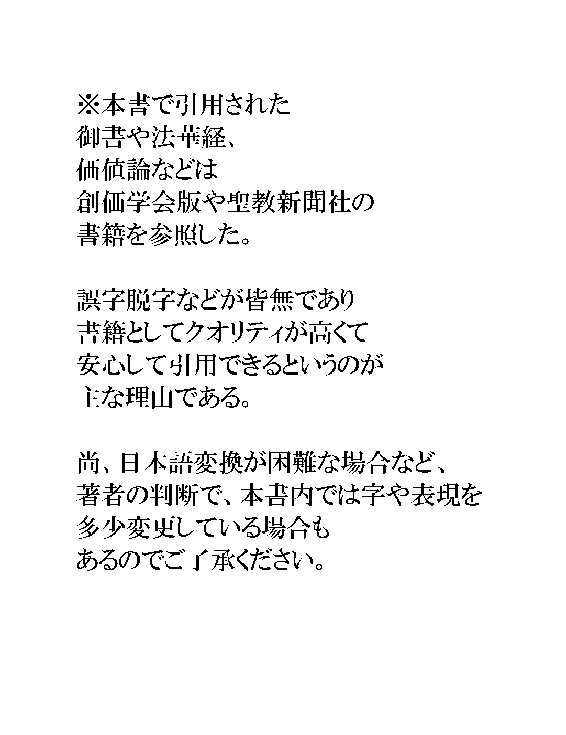 ※本書で引用された
御書や法華経、
価値論などは
創価学会版や聖教新聞社の
書籍を参照した。
誤字脱字などが皆無であり
書籍としてクオリティが高くて
安心して引用できるというのが
主な理由である。
尚、日本語変換が困難な場合など、
著者の判断で、本書内では字や表現を
多少変更している場合も
あるのでご了承ください。